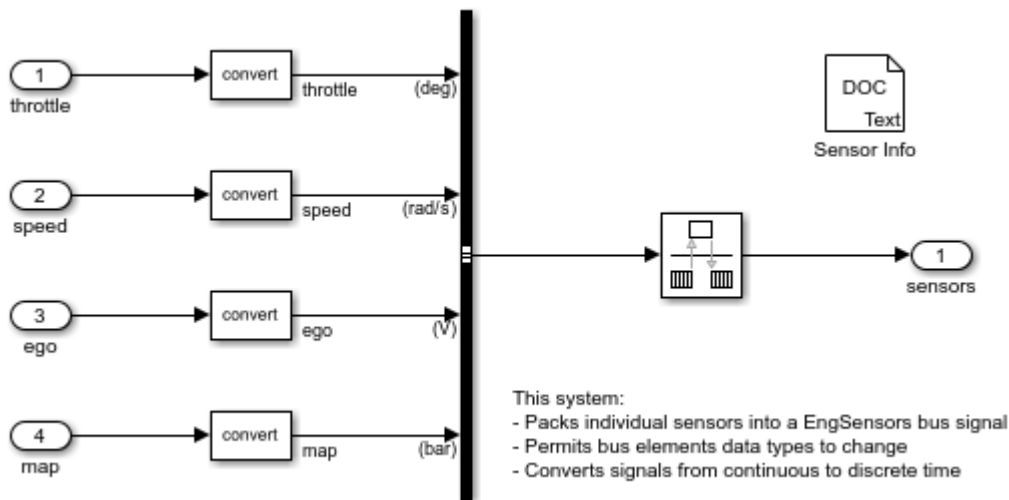 1
throttle
convert
throttle
(deg)
2
speed
convert
speed
(rad/s)
3
ego
convert
ego
(V)
4
map
convert
map
(bar)
DOC
Text
Sensor Info
1
sensors
This system:
- Packs individual sensors into a EngSensors bus signal
- Permits bus elements data types to change
- Converts signals from continuous to discrete time